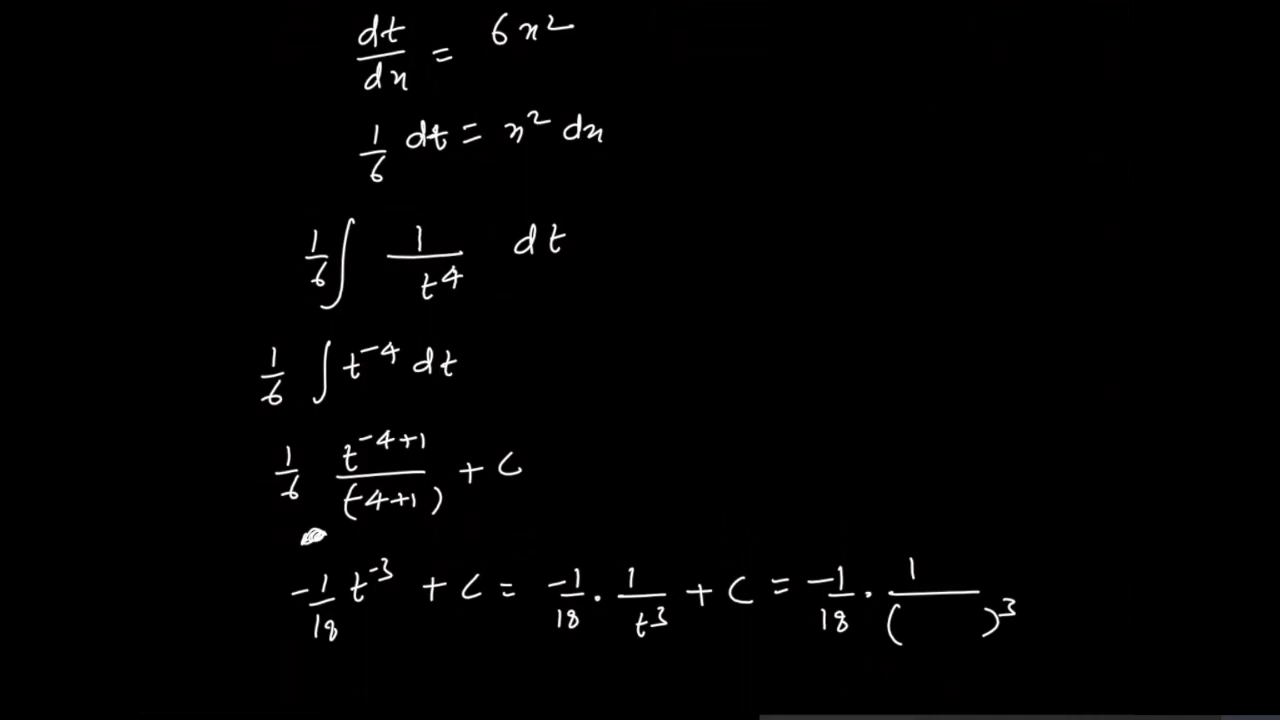 dt/dx = 6x²
1/6 dt = x² dx
1/6 ∫ 1/t⁴ dt
1/6 ∫ t⁻⁴ dt
1/6 t⁻⁴⁺¹/(-4+1) + C
-1/18 t⁻³ + C = -1/18 · 1/t³ + C = -1/18 · 1/( )³